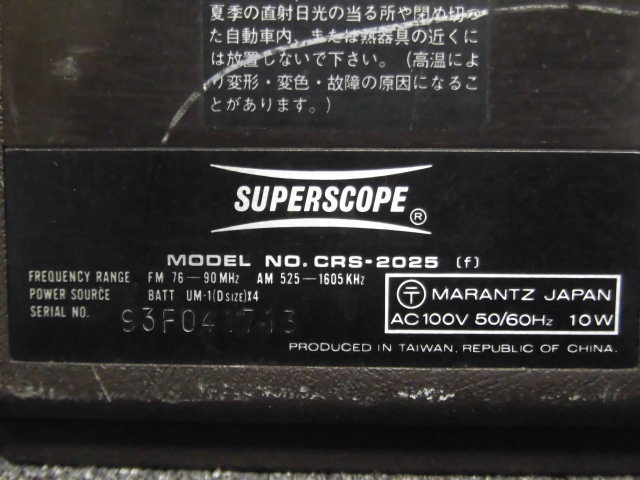 夏季の直射日光の当る所や閉め切っ
た自動車内、または熱器具の近くに
は放置しないで下さい。(高温によ
り変形・変色・故障の原因になるこ
とがあります。)
SUPERSCOPE ®
MODEL NO. CRS-2025 (f)
FREQUENCY RANGE FM 76—90MHz AM 525—1605KHz
POWER SOURCE BATT UM-1(D SIZE)X4
SERIAL NO. 93F041713
〒 MARANTZ JAPAN
AC 100V 50/60Hz 10W
PRODUCED IN TAIWAN, REPUBLIC OF CHINA.